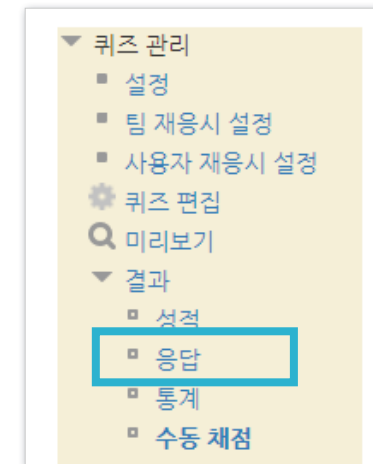 퀴즈 관리
설정
팀 재응시 설정
사용자 재응시 설정
퀴즈 편집
미리보기
결과
성적
응답
통계
수동 채점